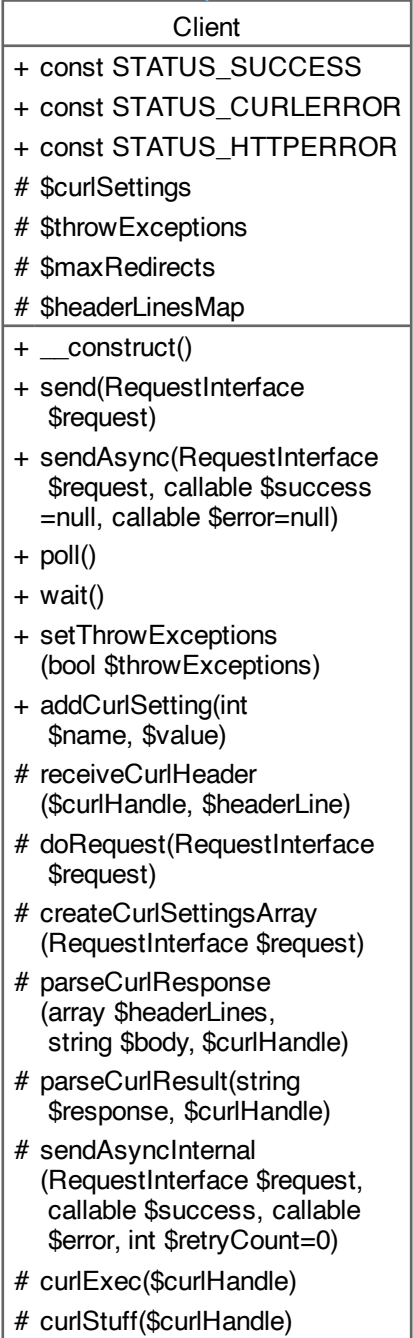 Client
+ const STATUS_SUCCESS
+ const STATUS_CURLERROR
+ const STATUS_HTTPERROR
# $curlSettings
# $throwExceptions
# $maxRedirects
# $headerLinesMap
+ __construct()
+ send(RequestInterface
$request)
+ sendAsync(RequestInterface
$request, callable $success
=null, callable $error=null)
+ poll()
+ wait()
+ setThrowExceptions
(bool $throwExceptions)
+ addCurlSetting(int
$name, $value)
# receiveCurlHeader
($curlHandle, $headerLine)
# doRequest(RequestInterface
$request)
# createCurlSettingsArray
(RequestInterface $request)
# parseCurlResponse
(array $headerLines,
string $body, $curlHandle)
# parseCurlResult(string
$response, $curlHandle)
# sendAsyncInternal
(RequestInterface $request,
callable $success, callable
$error, int $retryCount=0)
# curlExec($curlHandle)
# curlStuff($curlHandle)